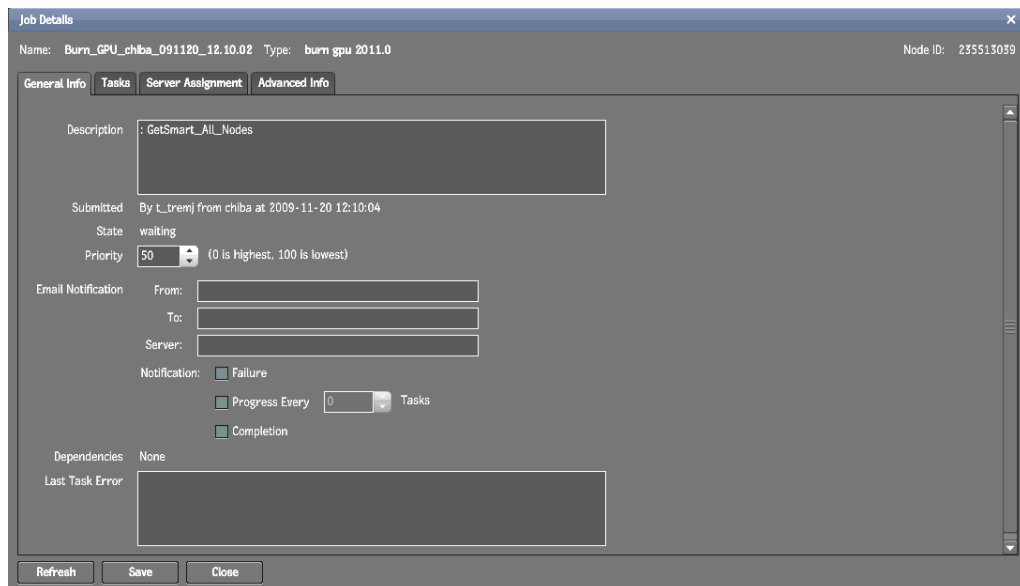 Job Details
Name: Burn_GPU_chiba_091120_12.10.02 Type: burn gpu 2011.0 Node ID: 235513039
General Info Tasks Server Assignment Advanced Info
Description : GetSmart_All_Nodes
Submitted By t_tremj from chiba at 2009-11-20 12:10:04
State waiting
Priority 50 (0 is highest, 100 is lowest)
Email Notification From:
To:
Server:
Notification: Failure
Progress Every 0 Tasks
Completion
Dependencies None
Last Task Error
Refresh Save Close